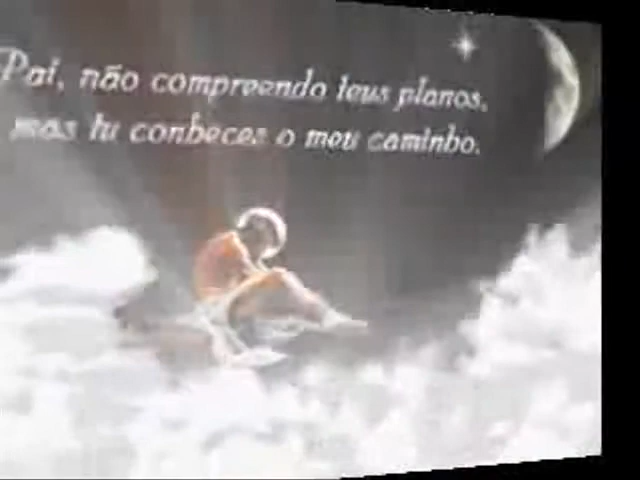 Pai, não compreendo teus planos,
mas tu conheces o meu caminho.